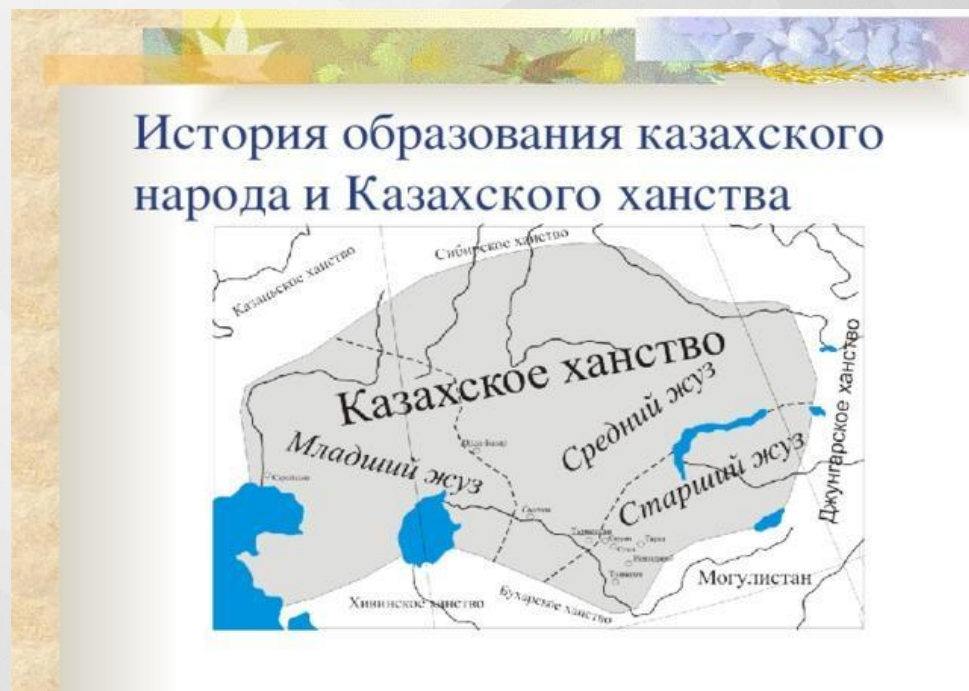 История образования казахского
народа и Казахского ханства
Сибирское ханство
Казацьское ханство
Казахское ханство
Средний жуз
Младший жуз
Старший жуз
Джунгарское ханство
Могулистан
Хивинское ханство
Бухарское ханство